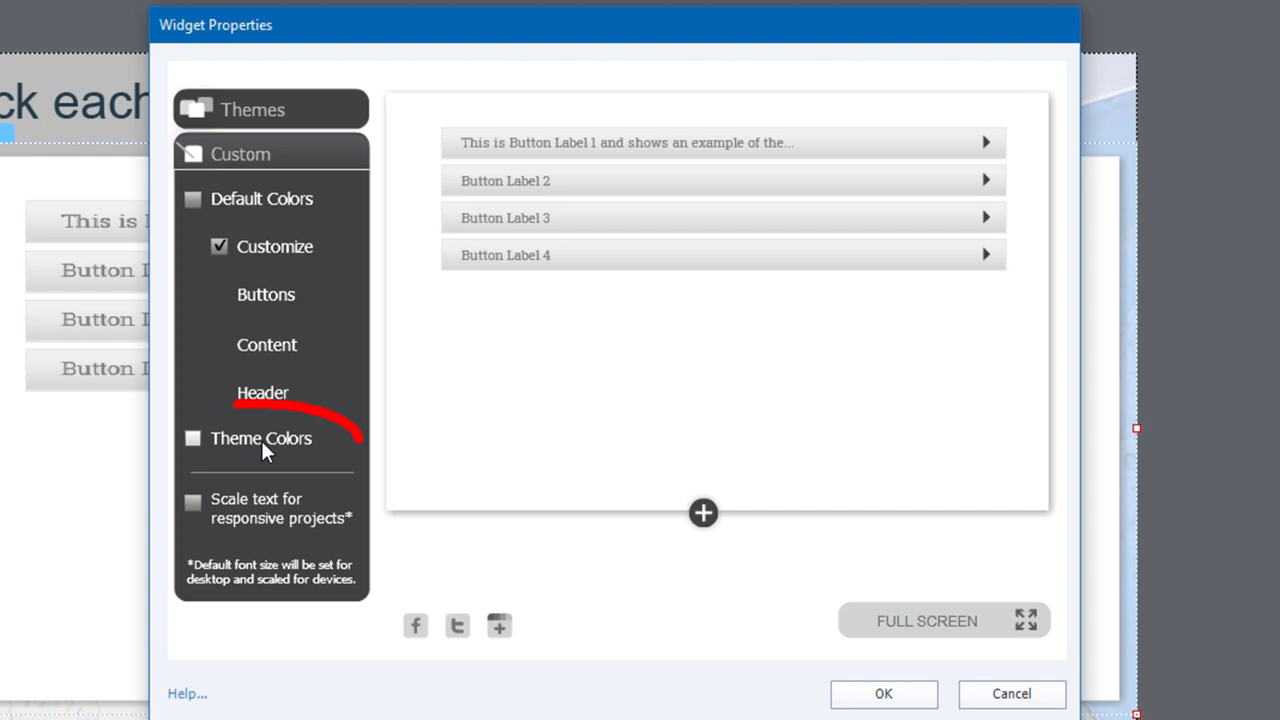 Widget Properties
ck each
This is
Button
Button
Button
Themes
Custom
Default Colors
Customize
Buttons
Content
Header
Theme Colors
Scale text for
responsive projects*
*Default font size will be set for
desktop and scaled for devices.
This is Button Label 1 and shows an example of the...
Button Label 2
Button Label 3
Button Label 4
FULL SCREEN
Help...
OK
Cancel